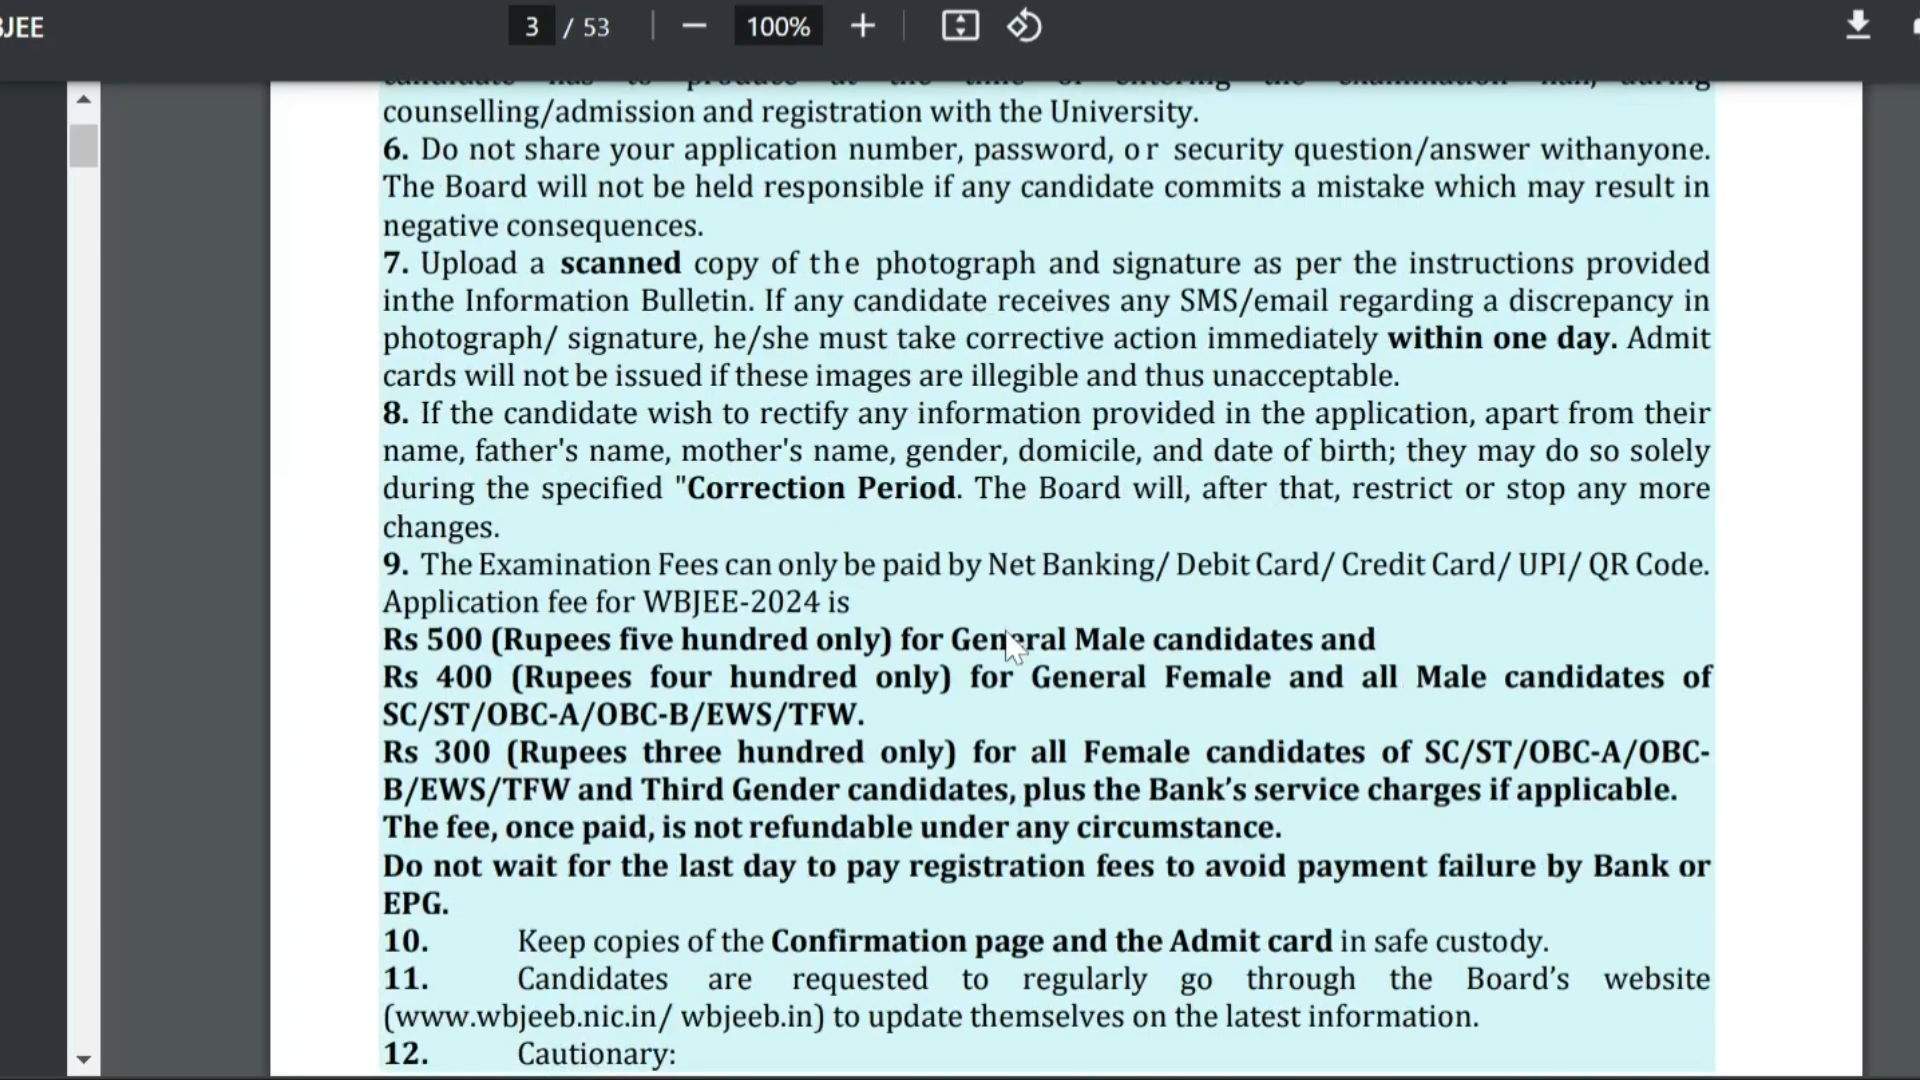 BJEE
3 / 53
100%
candidate has to produce at the time of entering the examination hall, during
counselling/admission and registration with the University.
6. Do not share your application number, password, or security question/answer withanyone.
The Board will not be held responsible if any candidate commits a mistake which may result in
negative consequences.
7. Upload a scanned copy of the photograph and signature as per the instructions provided
inthe Information Bulletin. If any candidate receives any SMS/email regarding a discrepancy in
photograph/ signature, he/she must take corrective action immediately within one day. Admit
cards will not be issued if these images are illegible and thus unacceptable.
8. If the candidate wish to rectify any information provided in the application, apart from their
name, father's name, mother's name, gender, domicile, and date of birth; they may do so solely
during the specified "Correction Period. The Board will, after that, restrict or stop any more
changes.
9. The Examination Fees can only be paid by Net Banking/ Debit Card/ Credit Card/ UPI/ QR Code.
Application fee for WBJEE-2024 is
Rs 500 (Rupees five hundred only) for General Male candidates and
Rs 400 (Rupees four hundred only) for General Female and all Male candidates of
SC/ST/OBC-A/OBC-B/EWS/TFW.
Rs 300 (Rupees three hundred only) for all Female candidates of SC/ST/OBC-A/OBC-
B/EWS/TFW and Third Gender candidates, plus the Bank’s service charges if applicable.
The fee, once paid, is not refundable under any circumstance.
Do not wait for the last day to pay registration fees to avoid payment failure by Bank or
EPG.
10. Keep copies of the Confirmation page and the Admit card in safe custody.
11. Candidates are requested to regularly go through the Board’s website
(www.wbjeeb.nic.in/ wbjeeb.in) to update themselves on the latest information.
12. Cautionary: